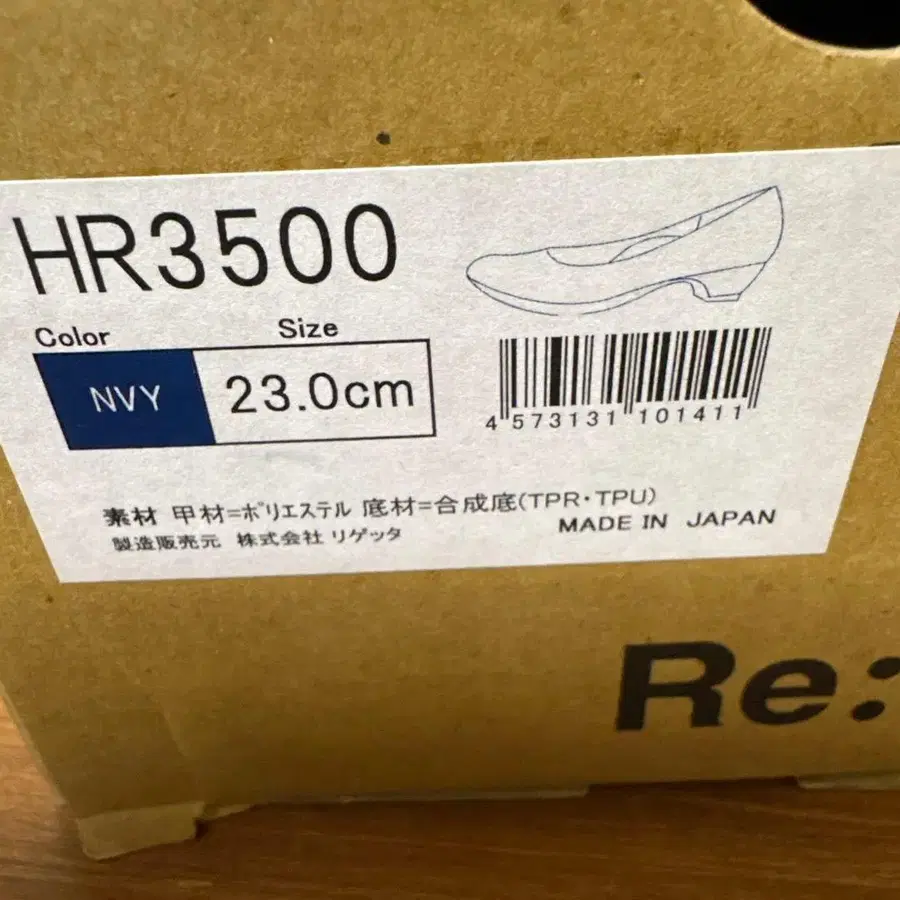 HR3500
Color Size
NVY 23.0cm
4 573131 101411
素材 甲材=ポリエステル 底材=合成底(TPR・TPU)
製造販売元 株式会社 リゲッタ MADE IN JAPAN
Re: